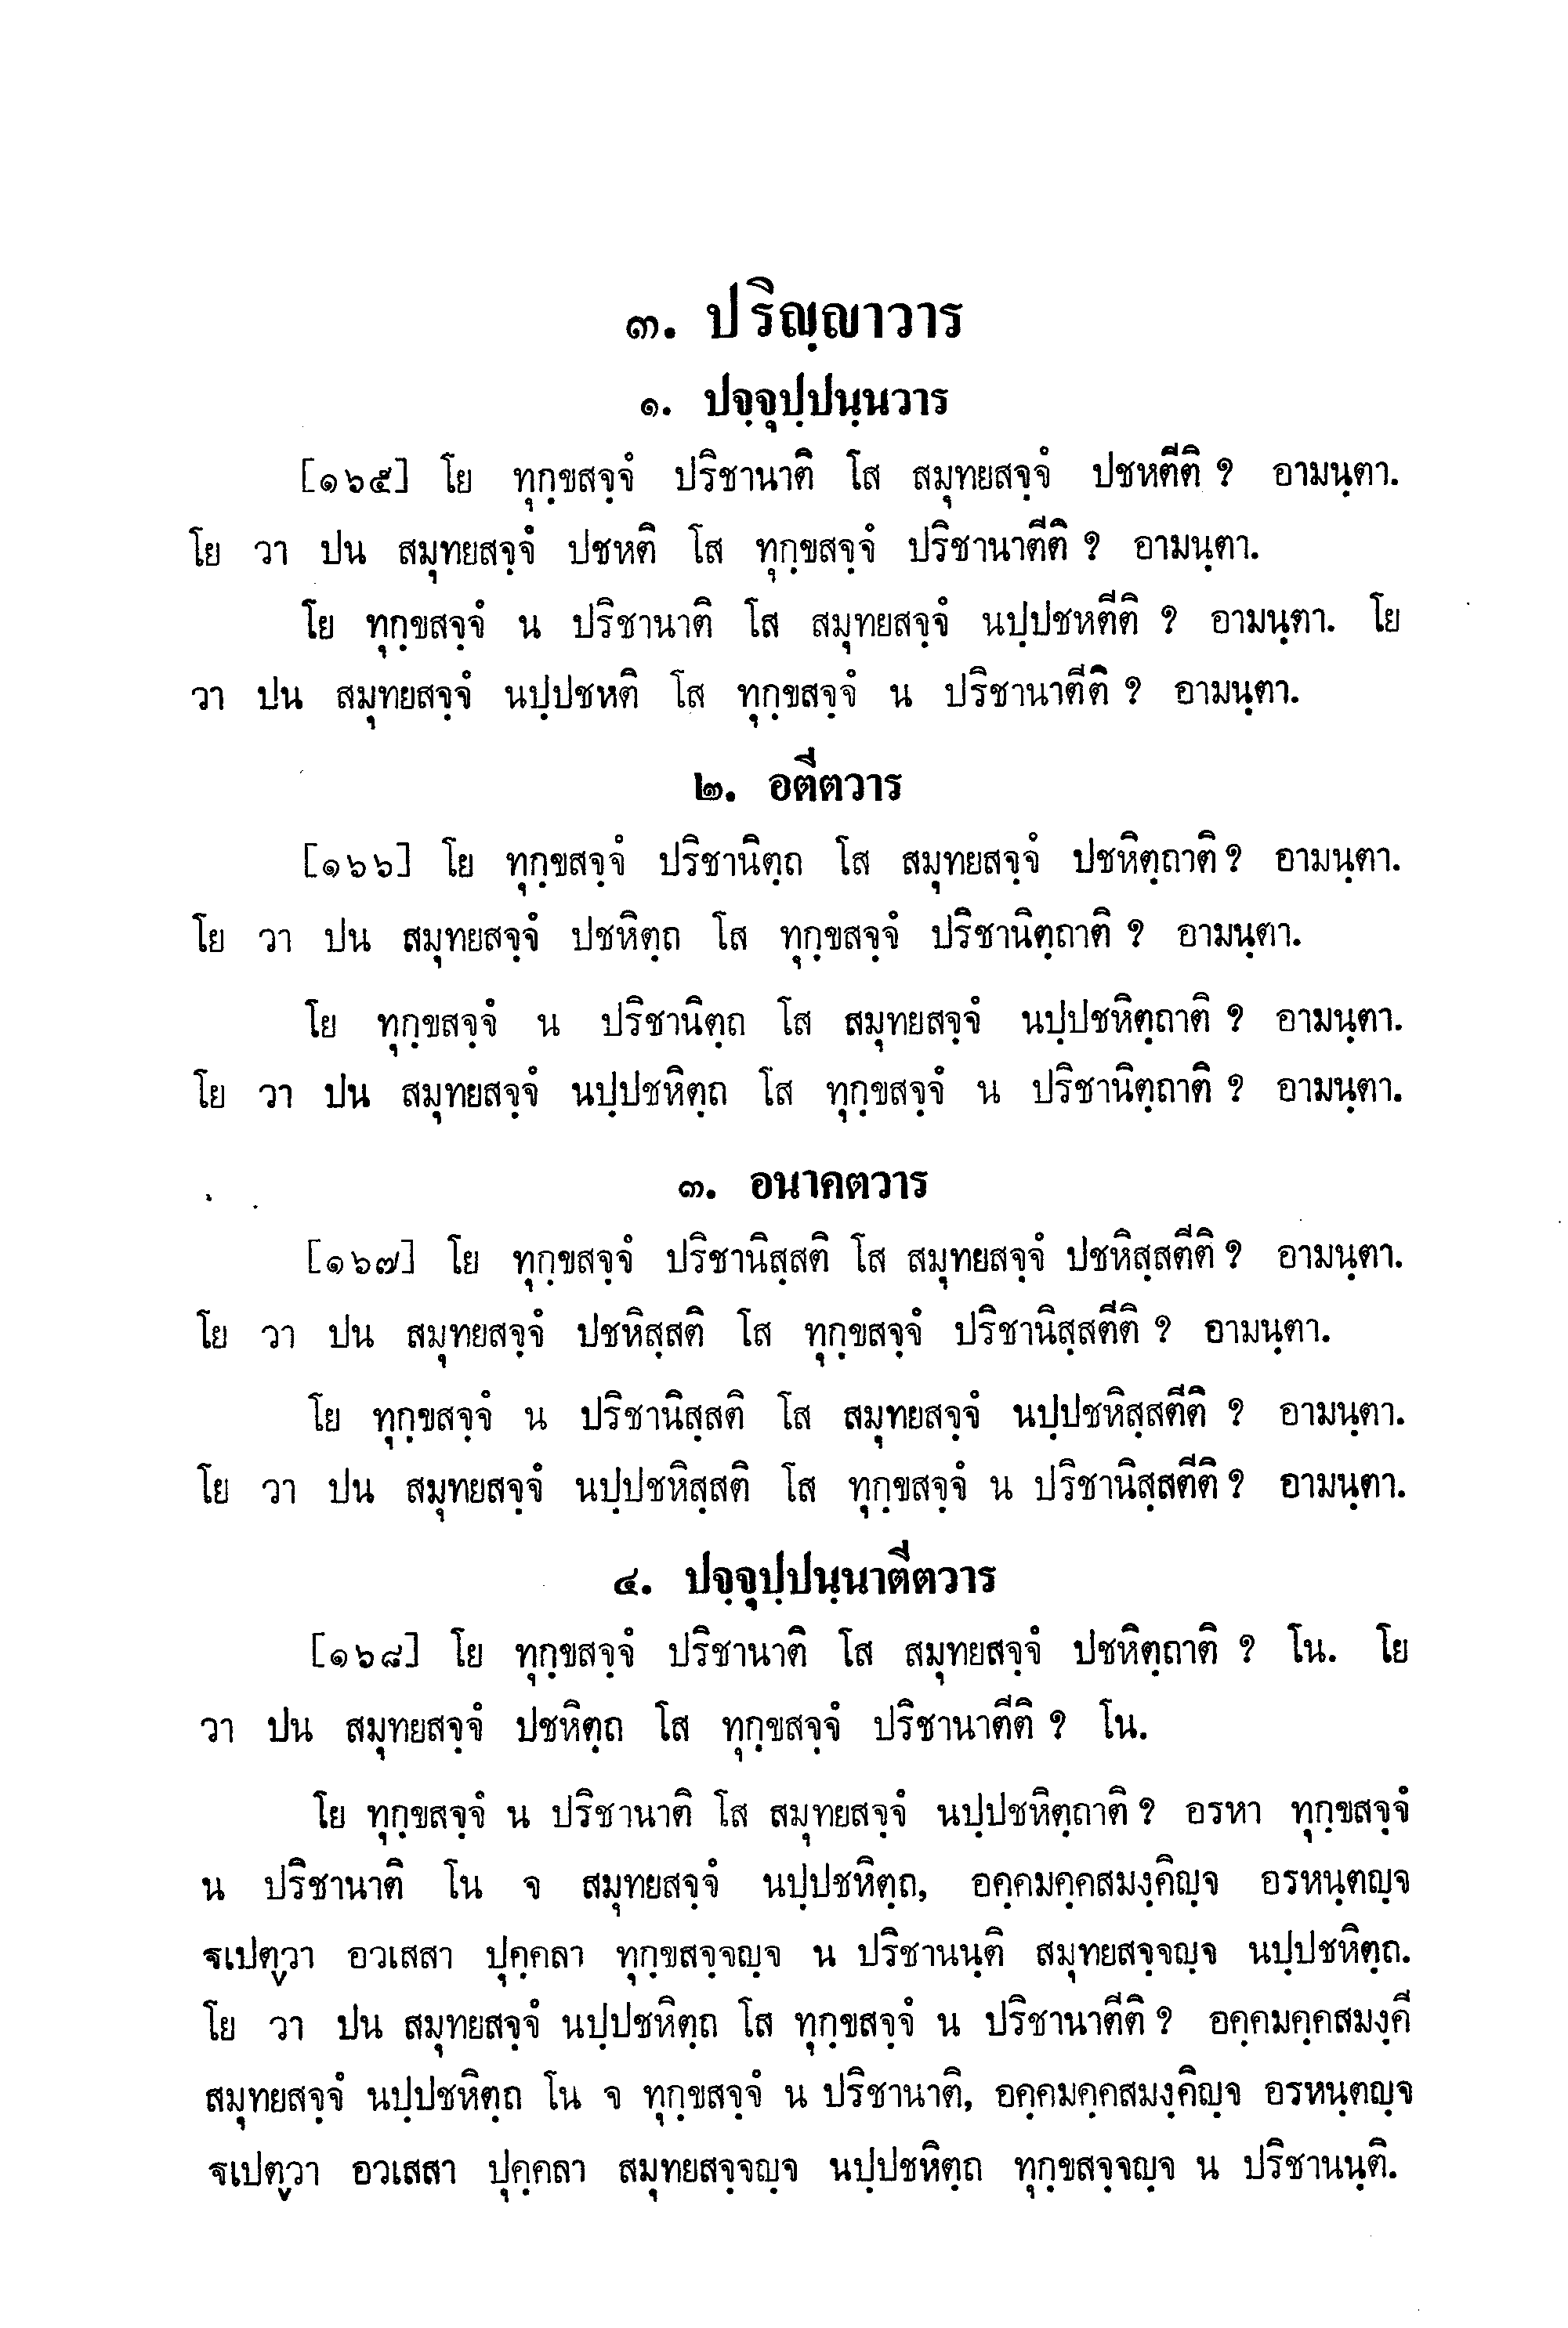 ๓. ปริญฺญาวาร
๑. ปจฺจุปฺปนฺนวาร
[๑๖๕] โย ทุกฺขสจฺจํ ปริชานาติ โส สมุทยสจฺจํ ปชหตีติ ? อามนฺตา.
โย วา ปน สมุทยสจฺจํ ปชหติ โส ทุกฺขสจฺจํ ปริชานาตีติ ? อามนฺตา.
โย ทุกฺขสจฺจํ น ปริชานาติ โส สมุทยสจฺจํ นปฺปชหตีติ ? อามนฺตา. โย
วา ปน สมุทยสจฺจํ นปฺปชหติ โส ทุกฺขสจฺจํ น ปริชานาตีติ ? อามนฺตา.
๒. อตีตวาร
[๑๖๖] โย ทุกฺขสจฺจํ ปริชานิตฺถ โส สมุทยสจฺจํ ปชหิตฺถาติ ? อามนฺตา.
โย วา ปน สมุทยสจฺจํ ปชหิตฺถ โส ทุกฺขสจฺจํ ปริชานิตฺถาติ ? อามนฺตา.
โย ทุกฺขสจฺจํ น ปริชานิตฺถ โส สมุทยสจฺจํ นปฺปชหิตฺถาติ ? อามนฺตา.
โย วา ปน สมุทยสจฺจํ นปฺปชหิตฺถ โส ทุกฺขสจฺจํ น ปริชานิตฺถาติ ? อามนฺตา.
๓. อนาคตวาร
[๑๖๗] โย ทุกฺขสจฺจํ ปริชานิสฺสติ โส สมุทยสจฺจํ ปชหิสฺสตีติ ? อามนฺตา.
โย วา ปน สมุทยสจฺจํ ปชหิสฺสติ โส ทุกฺขสจฺจํ ปริชานิสฺสตีติ ? อามนฺตา.
โย ทุกฺขสจฺจํ น ปริชานิสฺสติ โส สมุทยสจฺจํ นปฺปชหิสฺสตีติ ? อามนฺตา.
โย วา ปน สมุทยสจฺจํ นปฺปชหิสฺสติ โส ทุกฺขสจฺจํ น ปริชานิสฺสตีติ ? อามนฺตา.
๔. ปจฺจุปฺปนฺนาตีตวาร
[๑๖๘] โย ทุกฺขสจฺจํ ปริชานาติ โส สมุทยสจฺจํ ปชหิตฺถาติ ? โน. โย
วา ปน สมุทยสจฺจํ ปชหิตฺถ โส ทุกฺขสจฺจํ ปริชานาตีติ ? โน.
โย ทุกฺขสจฺจํ น ปริชานาติ โส สมุทยสจฺจํ นปฺปชหิตฺถาติ ? อรหา ทุกฺขสจฺจํ
น ปริชานาติ โน จ สมุทยสจฺจํ นปฺปชหิตฺถ, อคฺคมคฺคสมงฺคิญฺจ อรหนฺตญฺจ
ฐเปตฺวา อวเสสา ปุคฺคลา ทุกฺขสจฺจญฺจ น ปริชานนฺติ สมุทยสจฺจญฺจ นปฺปชหิตฺถ.
โย วา ปน สมุทยสจฺจํ นปฺปชหิตฺถ โส ทุกฺขสจฺจํ น ปริชานาตีติ ? อคฺคมคฺคสมงฺคี
สมุทยสจฺจํ นปฺปชหิตฺถ โน จ ทุกฺขสจฺจํ น ปริชานาติ, อคฺคมคฺคสมงฺคิญฺจ อรหนฺตญฺจ
ฐเปตฺวา อวเสสา ปุคฺคลา สมุทยสจฺจญฺจ นปฺปชหิตฺถ ทุกฺขสจฺจญฺจ น ปริชานนฺติ.